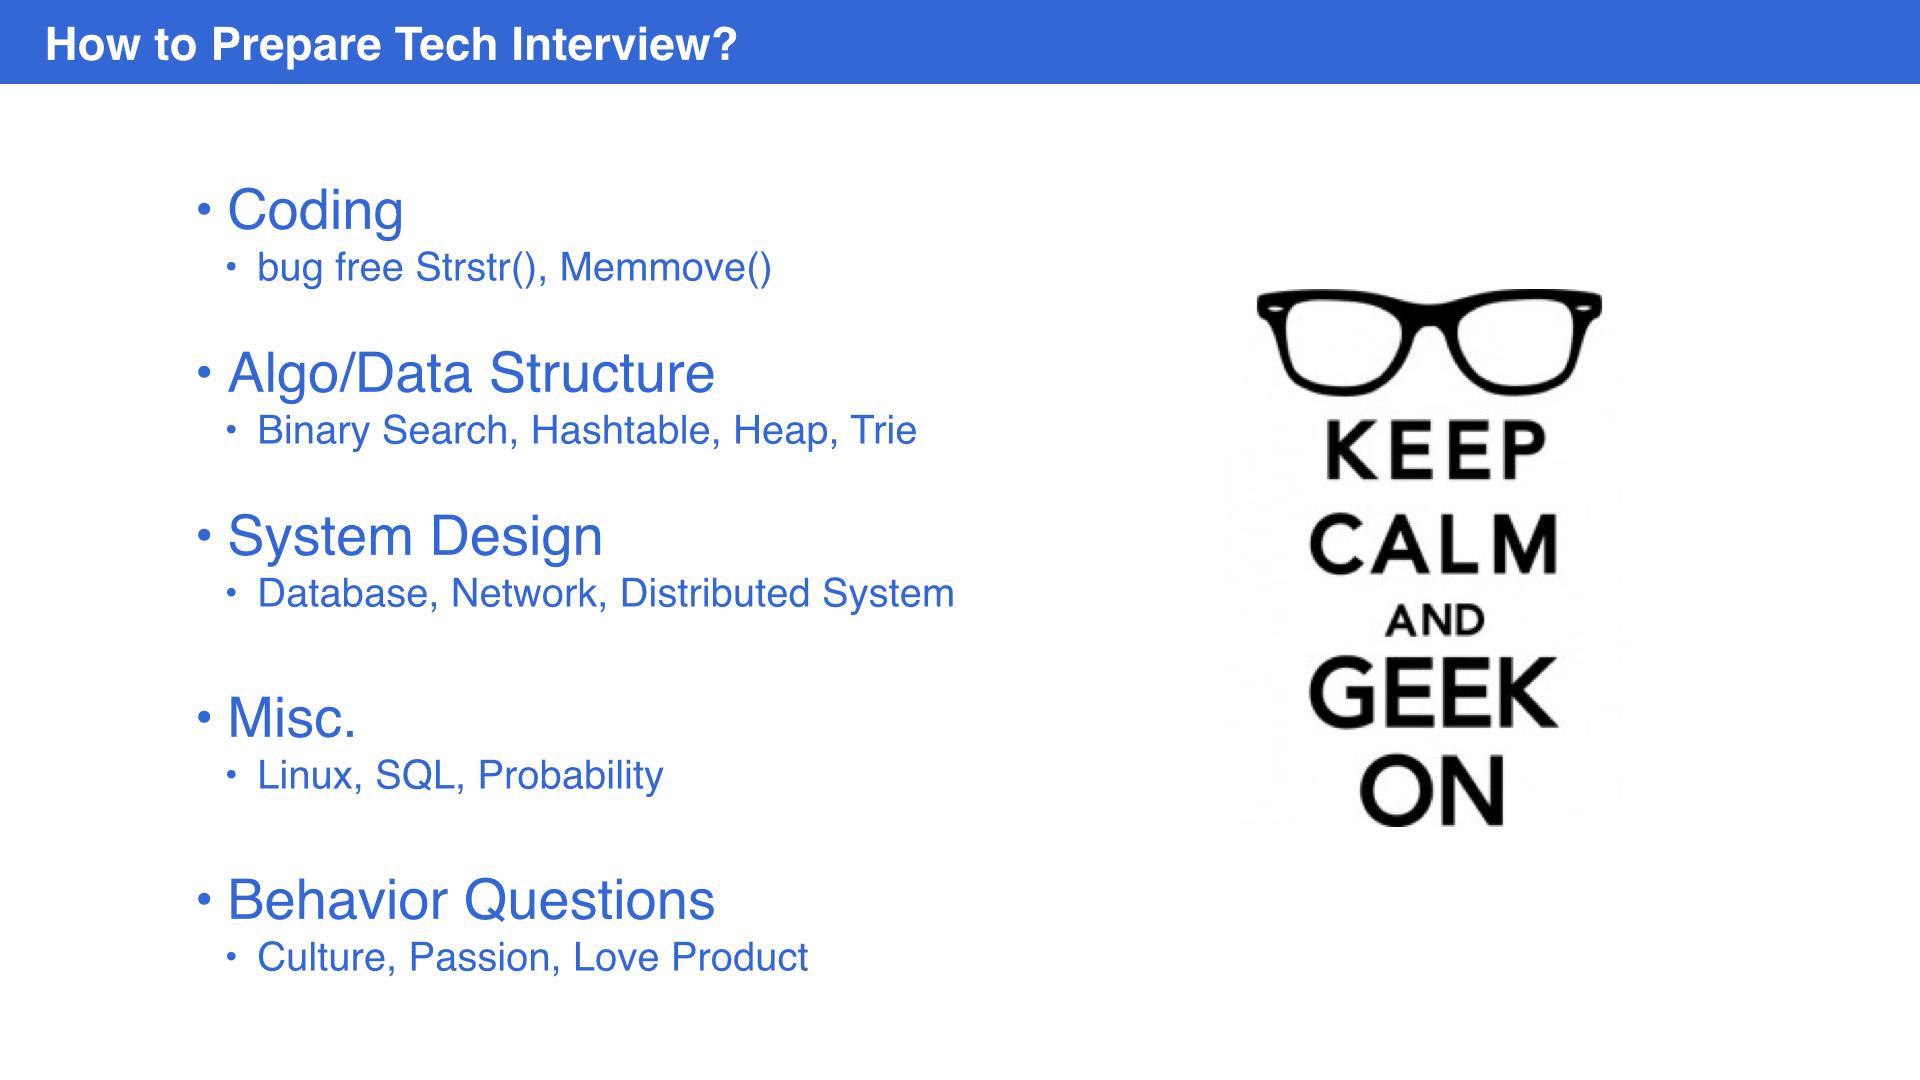 How to Prepare Tech Interview?
• Coding
• bug free Strstr(), Memmove()
• Algo/Data Structure
• Binary Search, Hashtable, Heap, Trie
• System Design
• Database, Network, Distributed System
• Misc.
• Linux, SQL, Probability
• Behavior Questions
• Culture, Passion, Love Product
KEEP
CALM
AND
GEEK
ON